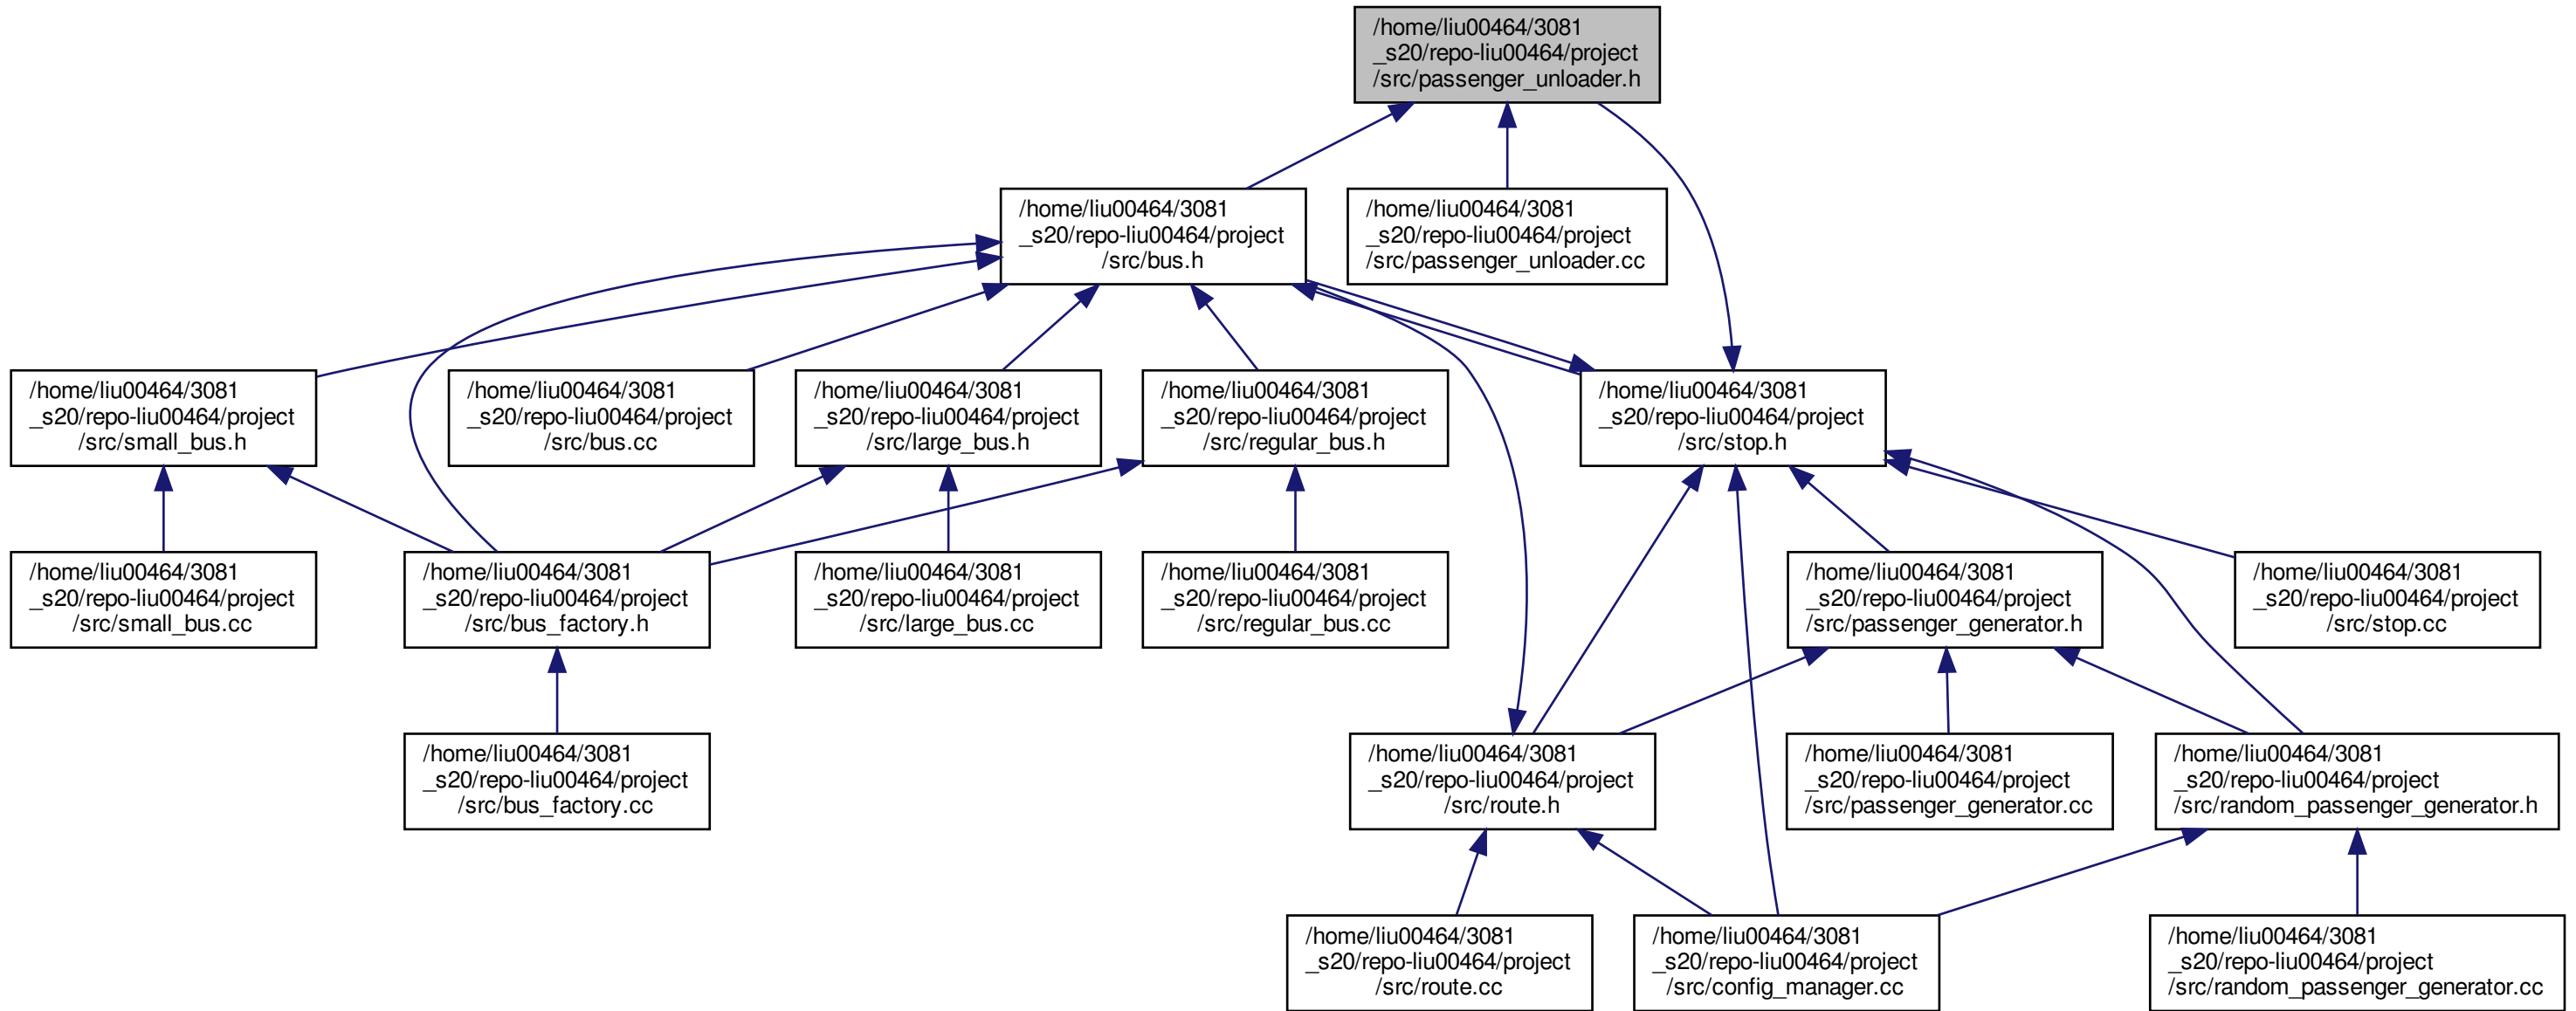 /home/liu00464/3081
_s20/repo-liu00464/project
/src/passenger_unloader.h
/home/liu00464/3081
_s20/repo-liu00464/project
/src/bus.h
/home/liu00464/3081
_s20/repo-liu00464/project
/src/passenger_unloader.cc
/home/liu00464/3081
_s20/repo-liu00464/project
/src/small_bus.h
/home/liu00464/3081
_s20/repo-liu00464/project
/src/bus.cc
/home/liu00464/3081
_s20/repo-liu00464/project
/src/large_bus.h
/home/liu00464/3081
_s20/repo-liu00464/project
/src/regular_bus.h
/home/liu00464/3081
_s20/repo-liu00464/project
/src/stop.h
/home/liu00464/3081
_s20/repo-liu00464/project
/src/small_bus.cc
/home/liu00464/3081
_s20/repo-liu00464/project
/src/bus_factory.h
/home/liu00464/3081
_s20/repo-liu00464/project
/src/large_bus.cc
/home/liu00464/3081
_s20/repo-liu00464/project
/src/regular_bus.cc
/home/liu00464/3081
_s20/repo-liu00464/project
/src/passenger_generator.h
/home/liu00464/3081
_s20/repo-liu00464/project
/src/stop.cc
/home/liu00464/3081
_s20/repo-liu00464/project
/src/bus_factory.cc
/home/liu00464/3081
_s20/repo-liu00464/project
/src/route.h
/home/liu00464/3081
_s20/repo-liu00464/project
/src/passenger_generator.cc
/home/liu00464/3081
_s20/repo-liu00464/project
/src/random_passenger_generator.h
/home/liu00464/3081
_s20/repo-liu00464/project
/src/route.cc
/home/liu00464/3081
_s20/repo-liu00464/project
/src/config_manager.cc
/home/liu00464/3081
_s20/repo-liu00464/project
/src/random_passenger_generator.cc